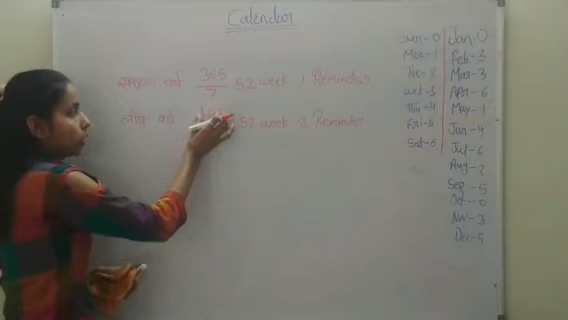 Calendar
वर्ष 365/7 52 week 1 Reminder
वर्ष 52 week 2 Reminder
Sun-0
Mon-1
Tue-2
Wed-3
Thu-4
Fri-5
Jan-0
Feb-3
Mar-3
Apr-6
May-1
Jun-4
Jul-6
Aug-2
Sep-5
Oct-0
Nov-3
Dec-5